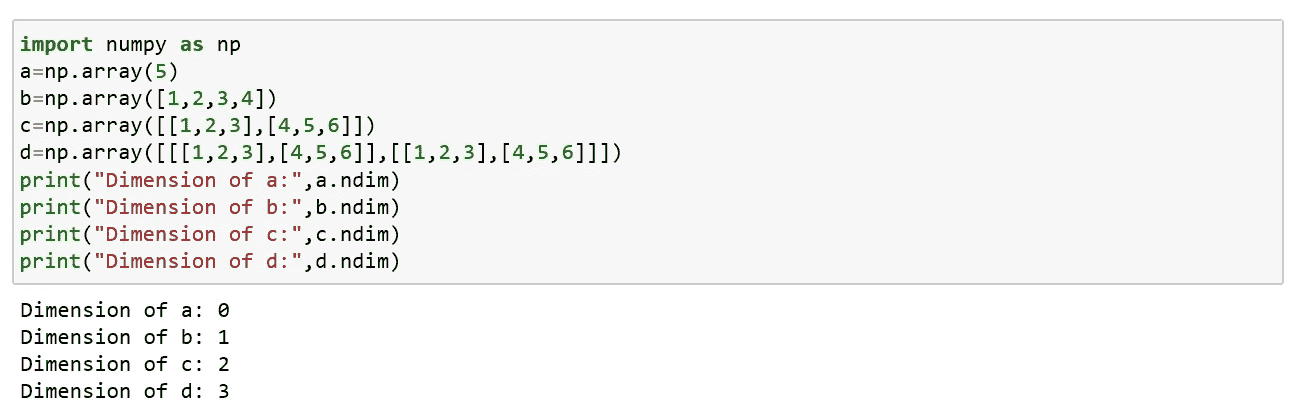 import numpy as np
a=np.array(5)
b=np.array([1,2,3,4])
c=np.array([[1,2,3],[4,5,6]])
d=np.array([[[1,2,3],[4,5,6]],[[1,2,3],[4,5,6]]])
print("Dimension of a:",a.ndim)
print("Dimension of b:",b.ndim)
print("Dimension of c:",c.ndim)
print("Dimension of d:",d.ndim)
Dimension of a: 0
Dimension of b: 1
Dimension of c: 2
Dimension of d: 3